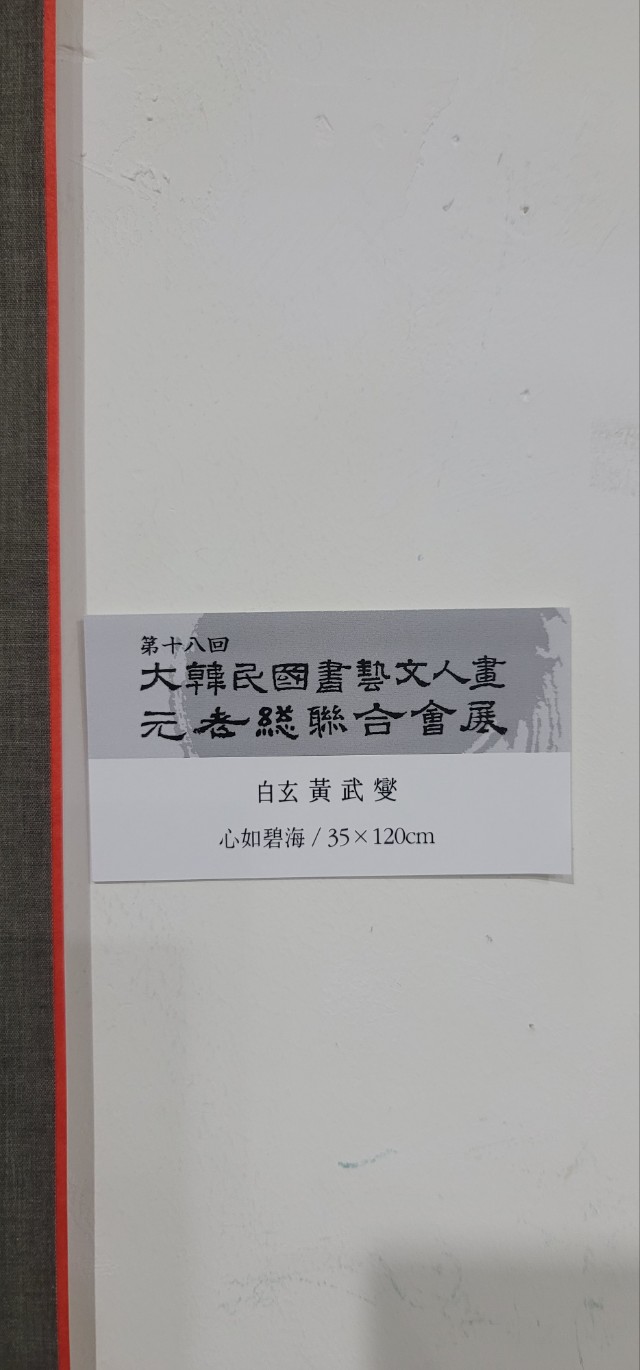 第十八回
大韓民國書藝文人畫
元老総聯合會展
白玄 黃 武 燮
心如碧海 / 35×120cm